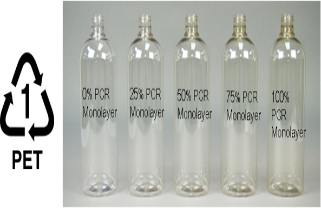 1
PET
0% PCR
Monolayer
25% PCR
Monolayer
50% PCR
Monolayer
75% PCR
Monolayer
100%
PCR
Monolayer